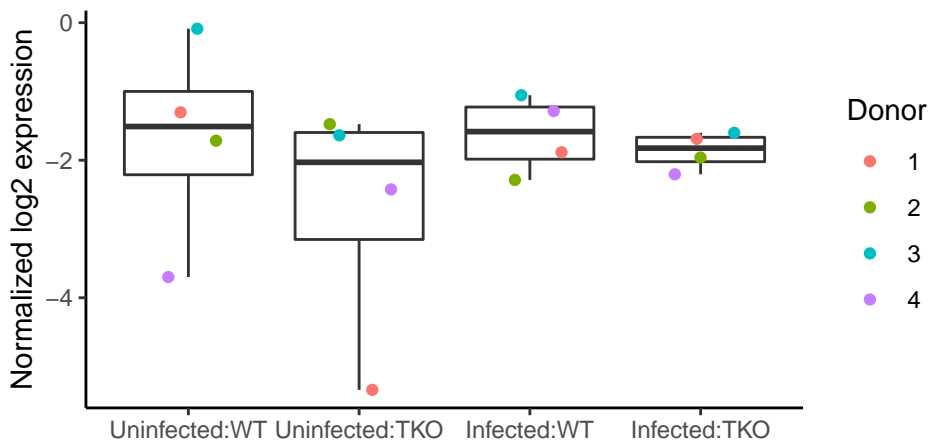 Normalized log2 expression
0
−2
−4
Uninfected:WT
Uninfected:TKO
Infected:WT
Infected:TKO
Donor
1
2
3
4